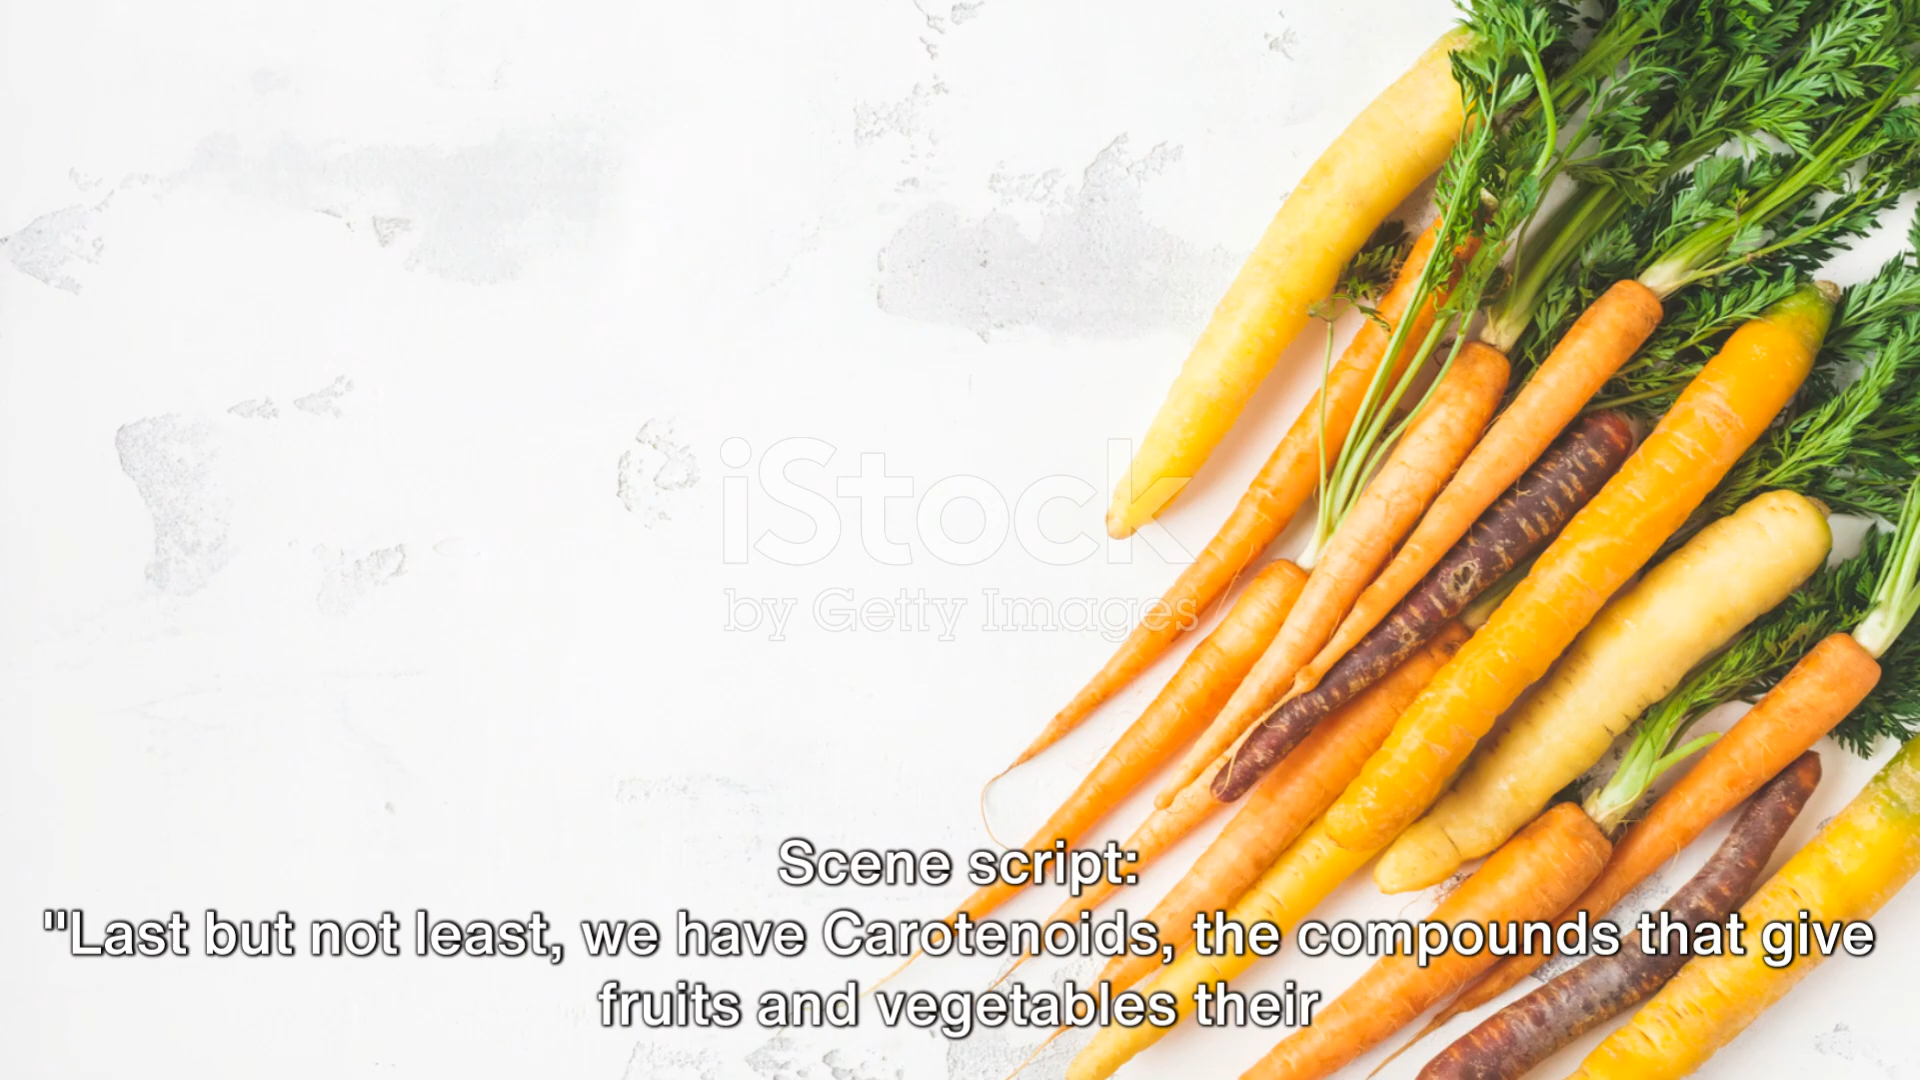 iStock
by Getty Images
Scene script:
"Last but not least, we have Carotenoids, the compounds that give
fruits and vegetables their